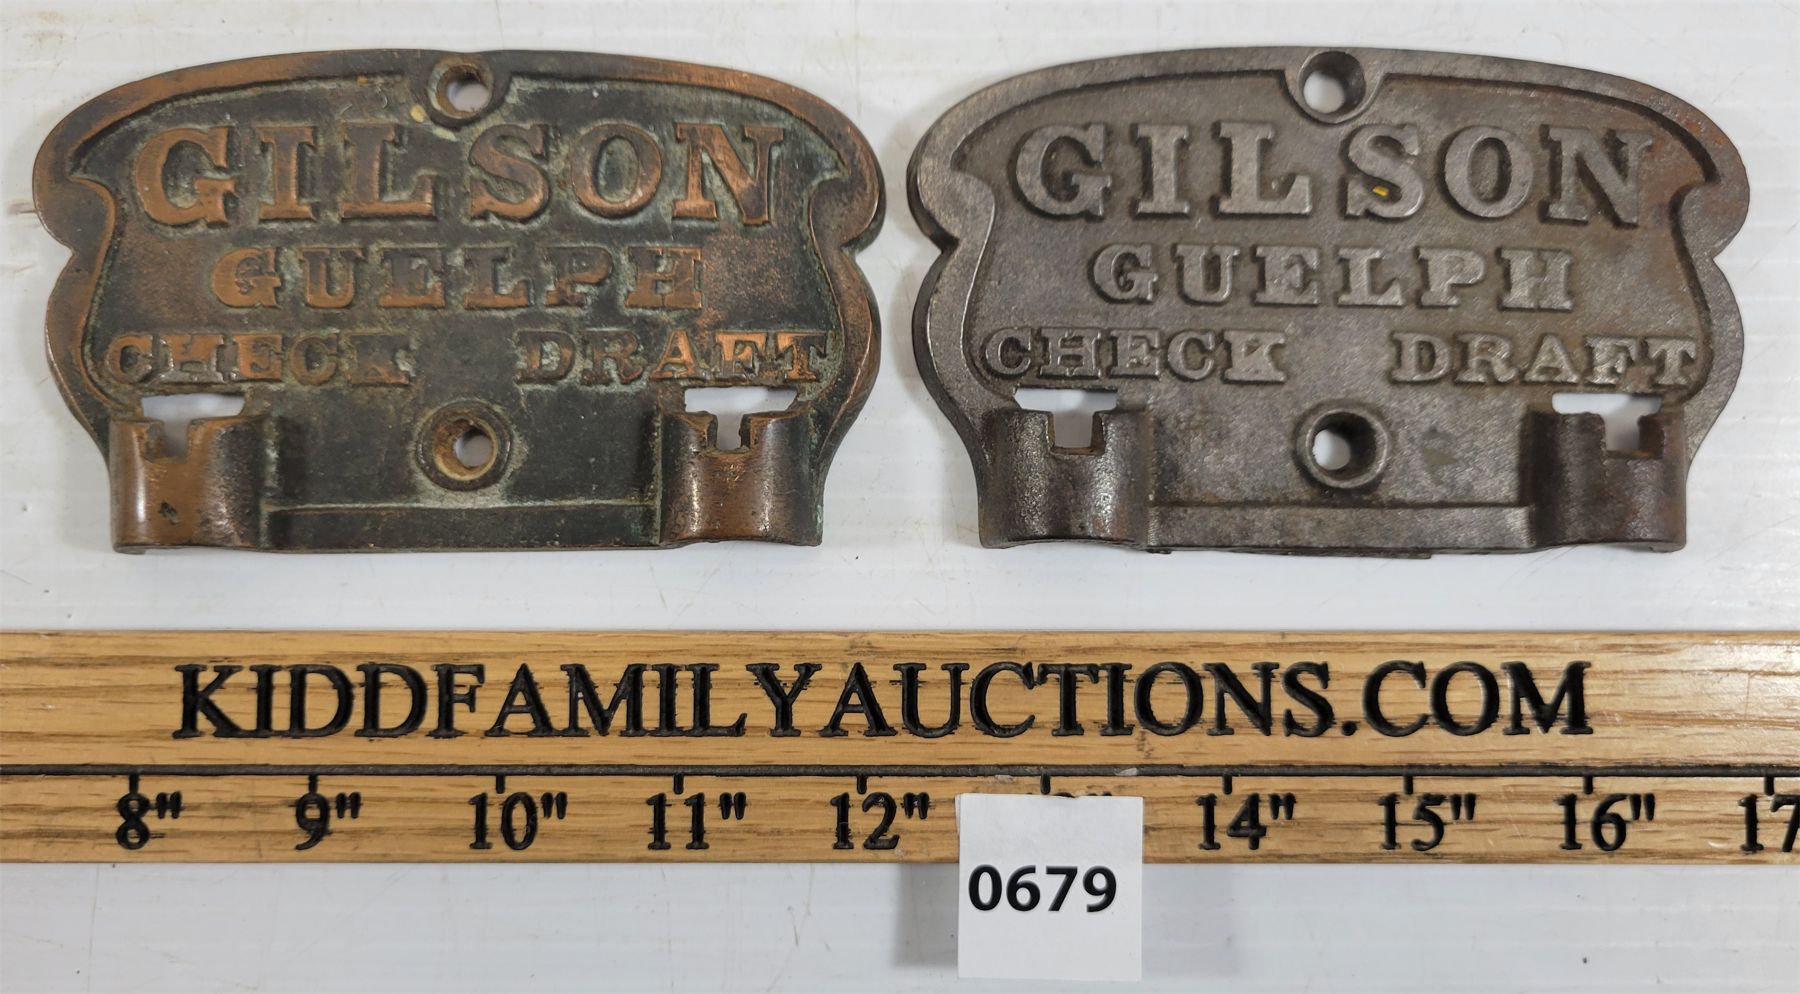 GILSON
GUELPH
CHECK DRAFT
GILSON
GUELPH
CHECK DRAFT
KIDDFAMILYAUCTIONS.COM
8" 9" 10" 11" 12" 14" 15" 16" 17
0679